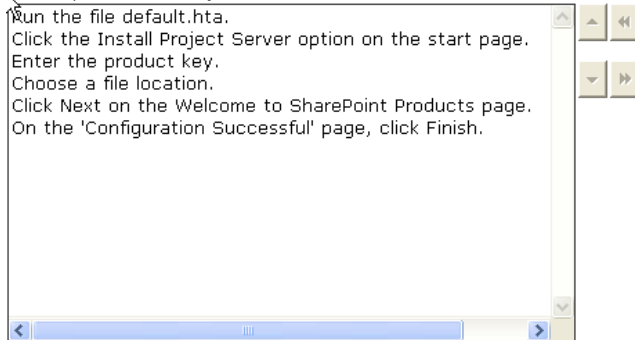 Run the file default.hta.
Click the Install Project Server option on the start page.
Enter the product key.
Choose a file location.
Click Next on the Welcome to SharePoint Products page.
On the 'Configuration Successful' page, click Finish.